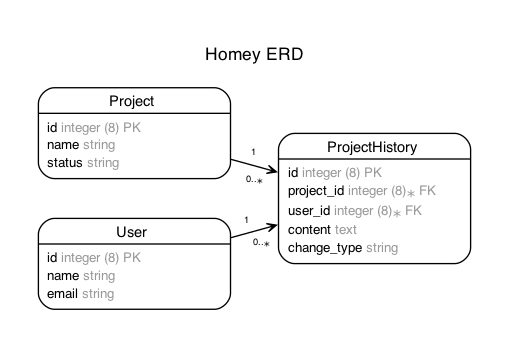 Homey ERD
Project
id integer (8) PK
name string
status string
1
0..*
ProjectHistory
id integer (8) PK
project_id integer (8)* FK
user_id integer (8)* FK
content text
change_type string
User
id integer (8) PK
name string
email string
1
0..*